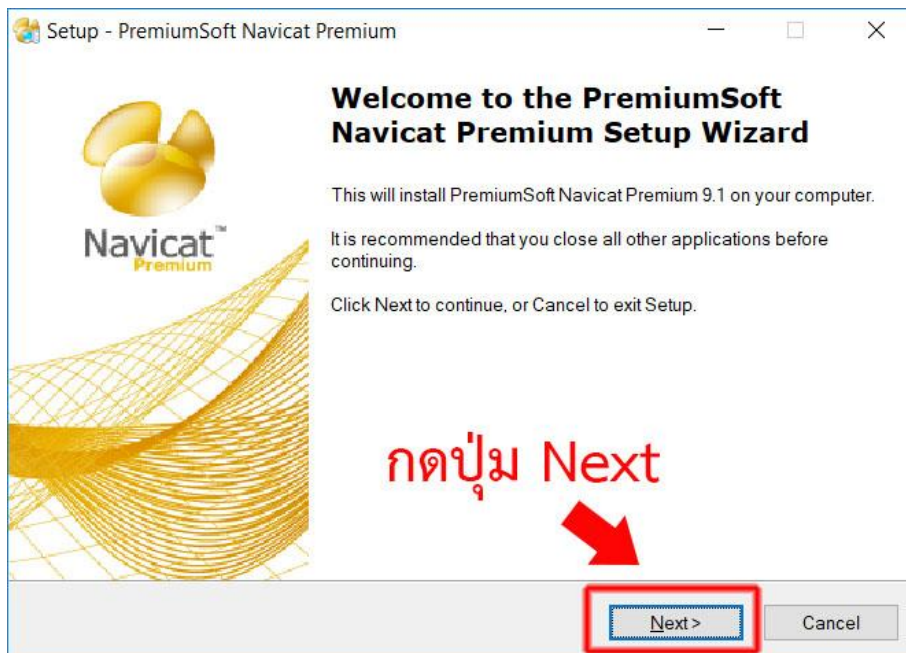 Setup - PremiumSoft Navicat Premium
Welcome to the PremiumSoft
Navicat Premium Setup Wizard
This will install PremiumSoft Navicat Premium 9.1 on your computer.
It is recommended that you close all other applications before
continuing.
Click Next to continue, or Cancel to exit Setup.
Navicat™
Premium
กดปุ่ม Next
Next >
Cancel